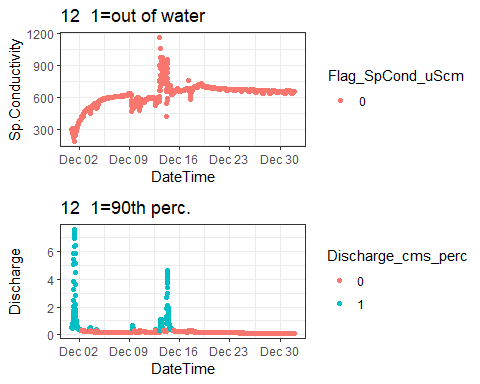 12  1=out of water
Sp.Conductivity
1200
900
600
300
Dec 02
Dec 09
Dec 16
Dec 23
Dec 30
DateTime
Flag_SpCond_uScm
0
12  1=90th perc.
Discharge
6
4
2
0
Dec 02
Dec 09
Dec 16
Dec 23
Dec 30
DateTime
Discharge_cms_perc
0
1